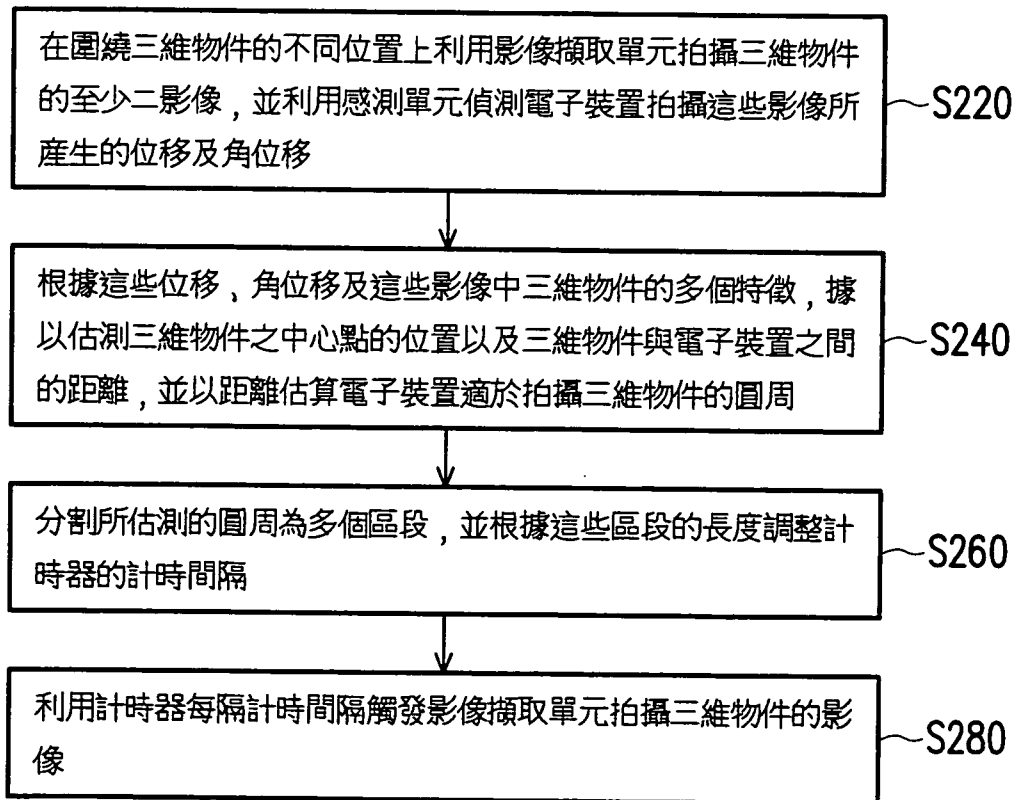 在圍繞三維物件的不同位置上利用影像擷取單元拍攝三維物件
的至少二影像，並利用感測單元偵測電子裝置拍攝這些影像所
產生的位移及角位移
S220
根據這些位移、角位移及這些影像中三維物件的多個特徵，據
以估測三維物件之中心點的位置以及三維物件與電子裝置之間
的距離，並以距離估算電子裝置適於拍攝三維物件的圓周
S240
分割所估測的圓周為多個區段，並根據這些區段的長度調整計
時器的計時間隔
S260
利用計時器每隔計時間隔觸發影像擷取單元拍攝三維物件的影
像
S280